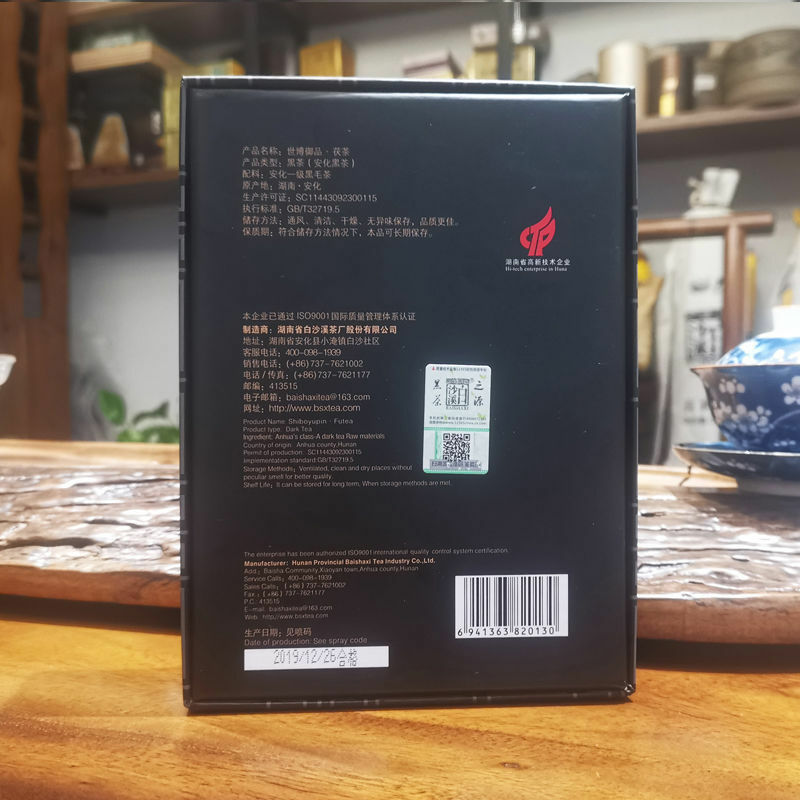 产品名称：世博御品·茯茶
产品类型：黑茶（安化黑茶）
配料：安化一级黑毛茶
原产地：湖南·安化
生产许可证：SC11443092300115
执行标准：GB/T32719.5
储存方法：通风、清洁、干燥、无异味保存，品质更佳。
保质期：符合储存方法情况下，本品可长期保存。
湖南省高新技术企业
Hi-tech enterprise in Huna
本企业已通过 ISO9001国际质量管理体系认证
制造商：湖南省白沙溪茶厂股份有限公司
地址：湖南省安化县小淹镇白沙社区
客服电话：400-098-1939
销售电话：(+86)737-7621002
电话／传真：(+86)737-7621177
邮编：413515
电子邮箱：baishaxitea@163.com
网址：http://www.bsxtea.com
Product Name: Shiboyupin · Futea
Product type: Dark Tea
Ingredient: Anhua's class-A dark tea Raw materials
Country of origin: Anhua county,Hunan
Permit of production: SC11443092300115
Implementation standard:GB/T32719.5
Storage Methods: Ventilated, clean and dry places without
peculiar smell for better quality.
Shelf Life: It can be stored for long term, When storage methods are met.
黑茶
白沙溪
BAISHAXI
三源
The enterprise has been authorized ISO9001 international quality control system certification.
Manufacturer: Hunan Provincial Baishaxi Tea Industry Co.,Ltd.
Add.: Baisha Community,Xiaoyan town,Anhua county,Hunan
Service Calls: 400-098-1939
Sales Calls: (+86)737-7621002
Fax: (+86)737-7621177
P.C. 413515
E-mail: baishaxitea@163.com
Web: http://www.bsxtea.com
生产日期：见喷码
Date of production: See spray code
2019/12/26合格
6 941363 820130